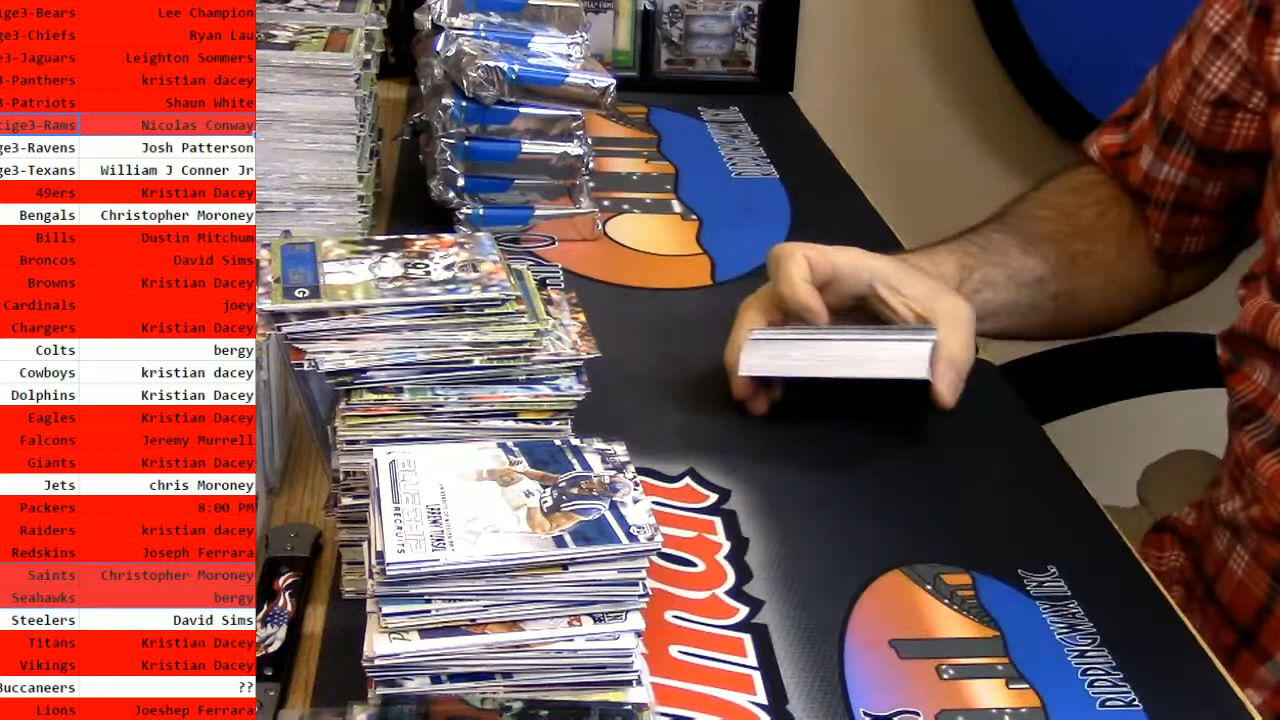 ige3-Bears Lee Champion
ge3-Chiefs Ryan Lau
e3-Jaguars Leighton Sommers
3-Panthers kristian dacey
3-Patriots Shaun White
tige3-Rams Nicolas Conway
ge3-Ravens Josh Patterson
ge3-Texans William J Conner Jr
49ers Kristian Dacey
Bengals Christopher Moroney
Bills Dustin Mitchum
Broncos David Sims
Browns Kristian Dacey
Cardinals joey
Chargers Kristian Dacey
Colts bergy
Cowboys kristian dacey
Dolphins Kristian Dacey
Eagles Kristian Dacey
Falcons Jeremy Murrell
Giants Kristian Dacey
Jets chris Moroney
Packers 8:00 PM
Raiders kristian dacey
Redskins Joseph Ferrara
Saints Christopher Moroney
Seahawks bergy
Steelers David Sims
Titans Kristian Dacey
Vikings Kristian Dacey
Buccaneers ??
Lions Joeshep Ferrara
RIPPINGWAX INC
RECRUITS
G
RIPPINGWAX INC